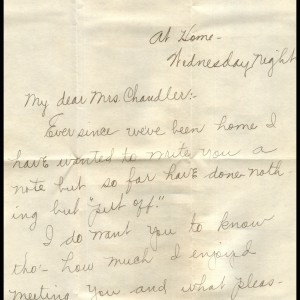 At Home-
Wednesday night
My dear Mrs. Chandler:-
Ever since we've been home I
have wanted to write you a
note but so far have done noth-
ing but "put off."
I do want you to know
tho:- how much I enjoyed
meeting you and what pleas-